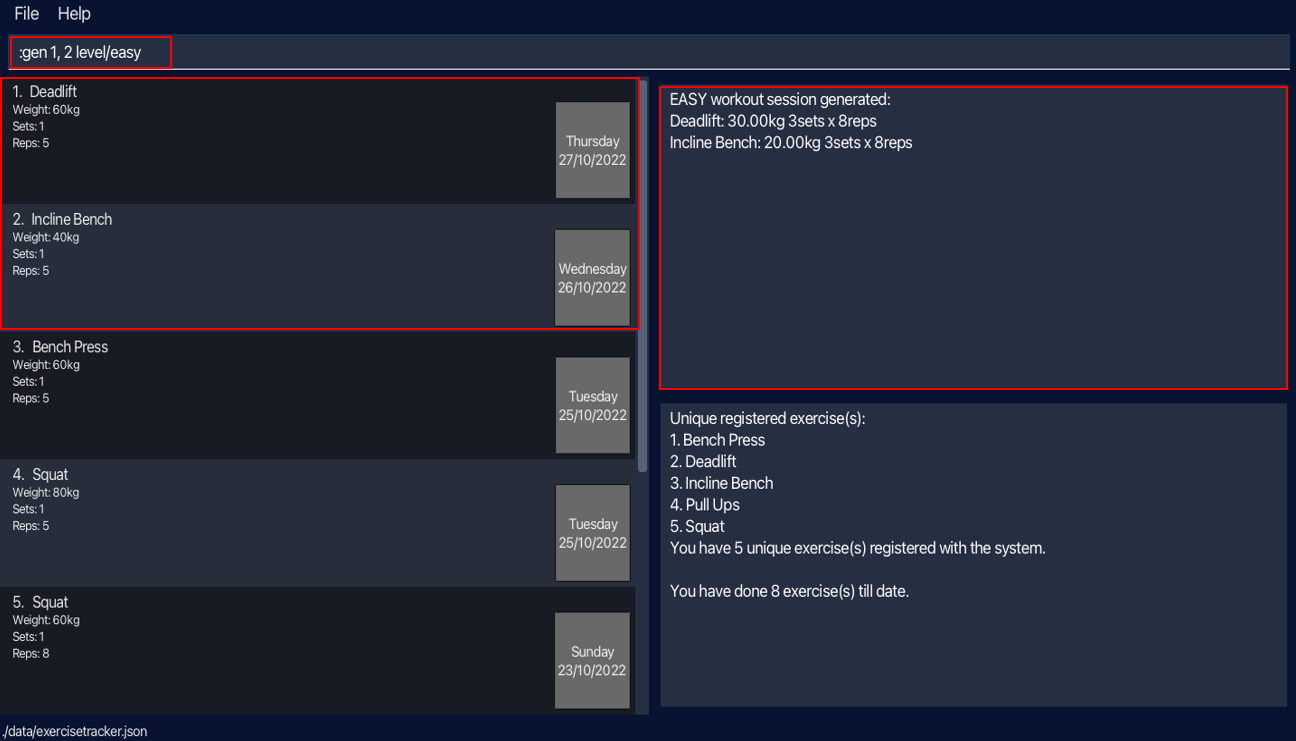 File Help
:gen 1, 2 level/easy
1. Deadlift
Weight: 60kg
Sets: 1
Reps: 5
Thursday
27/10/2022
2. Incline Bench
Weight: 40kg
Sets: 1
Reps: 5
Wednesday
26/10/2022
3. Bench Press
Weight: 60kg
Sets: 1
Reps: 5
Tuesday
25/10/2022
4. Squat
Weight: 80kg
Sets: 1
Reps: 5
Tuesday
25/10/2022
5. Squat
Weight: 60kg
Sets: 1
Reps: 8
Sunday
23/10/2022
EASY workout session generated:
Deadlift: 30.00kg 3sets x 8reps
Incline Bench: 20.00kg 3sets x 8reps
Unique registered exercise(s):
1. Bench Press
2. Deadlift
3. Incline Bench
4. Pull Ups
5. Squat
You have 5 unique exercise(s) registered with the system.
You have done 8 exercise(s) till date.
./data/exercisetracker.json